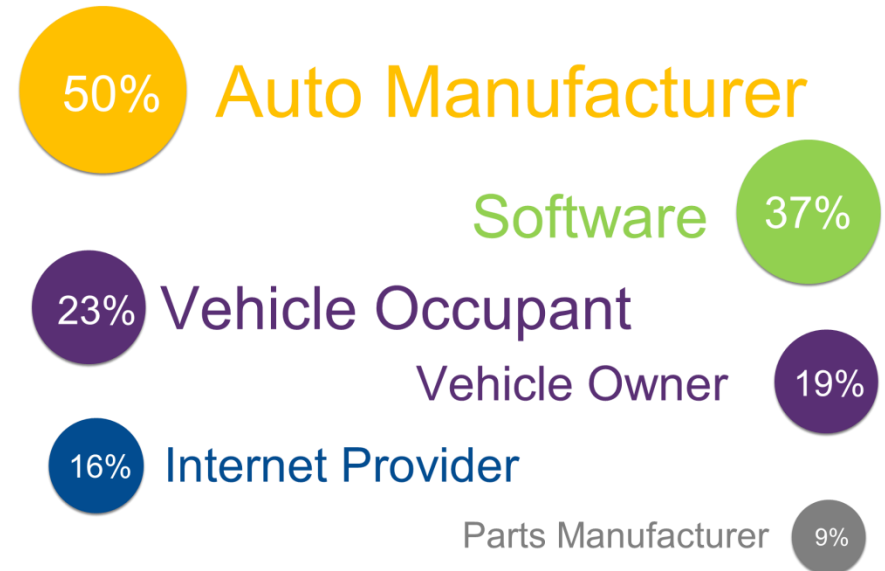 50% Auto Manufacturer
Software 37%
23% Vehicle Occupant
Vehicle Owner 19%
16% Internet Provider
Parts Manufacturer 9%